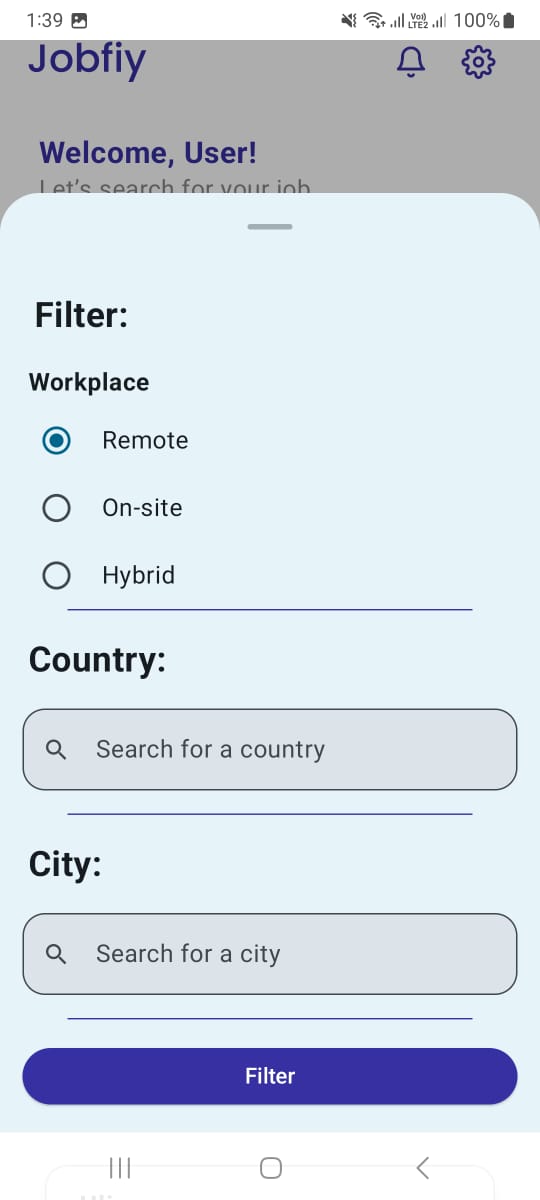 1:39
Vo)) LTE2 100%
Jobfiy
Welcome, User!
Let's search for your job
Filter:
Workplace
Remote
On-site
Hybrid
Country:
Search for a country
City:
Search for a city
Filter